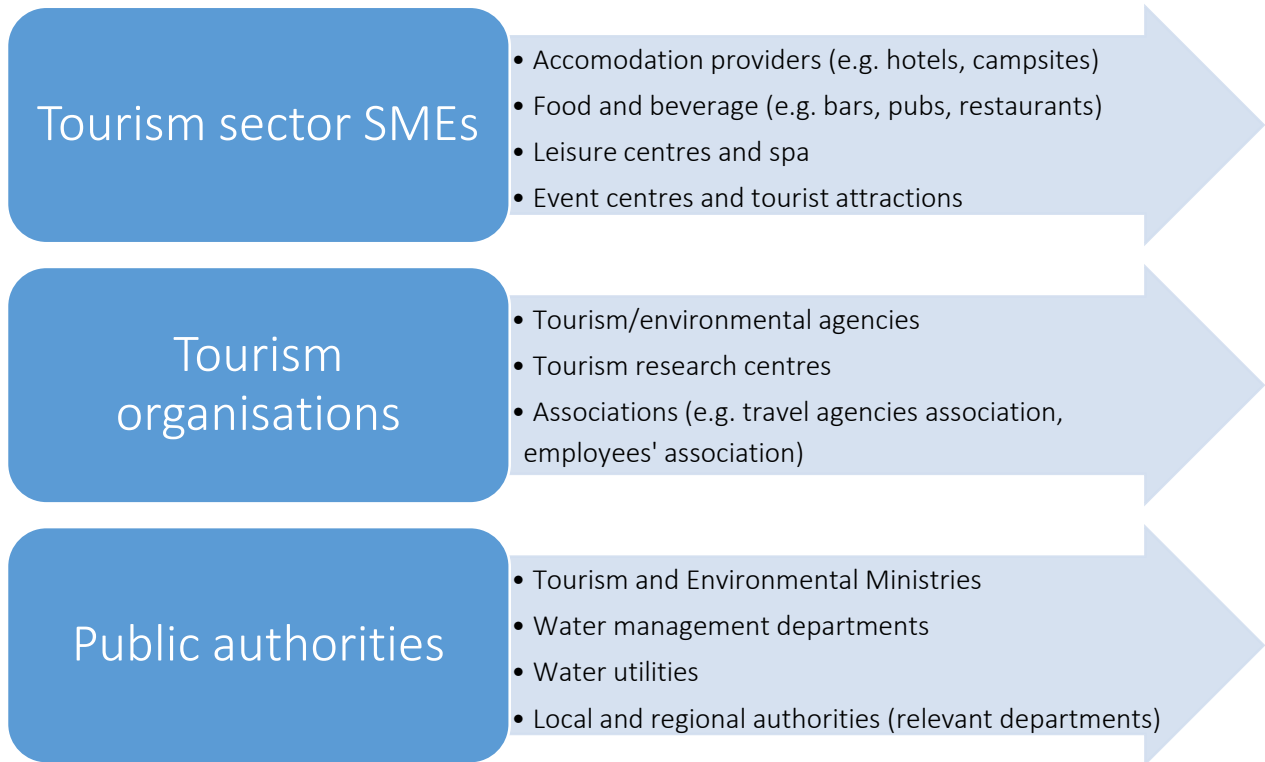 Tourism sector SMEs
• Accomodation providers (e.g. hotels, campsites)
• Food and beverage (e.g. bars, pubs, restaurants)
• Leisure centres and spa
• Event centres and tourist attractions
Tourism
organisations
• Tourism/environmental agencies
• Tourism research centres
• Associations (e.g. travel agencies association,
employees' association)
Public authorities
• Tourism and Environmental Ministries
• Water management departments
• Water utilities
• Local and regional authorities (relevant departments)